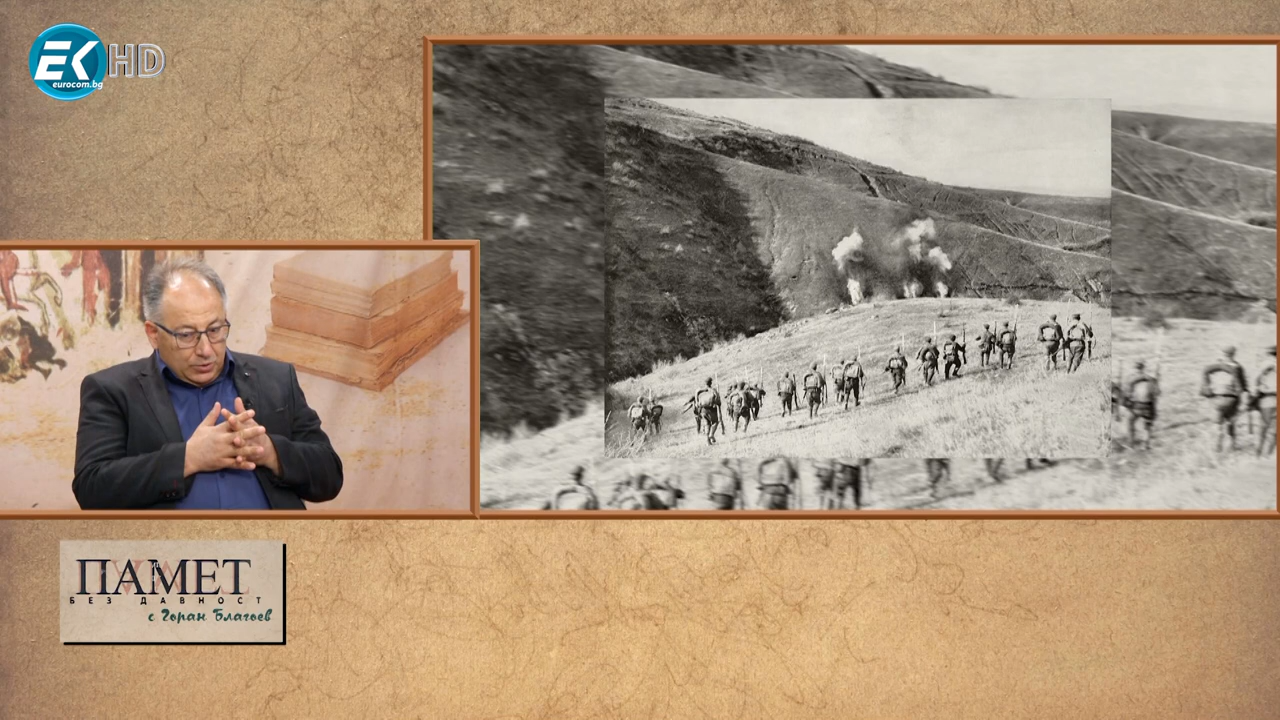 EK HD
eurocom.bg
ПАМЕТ
БЕЗ ДАВНОСТ
с Горан Благоев